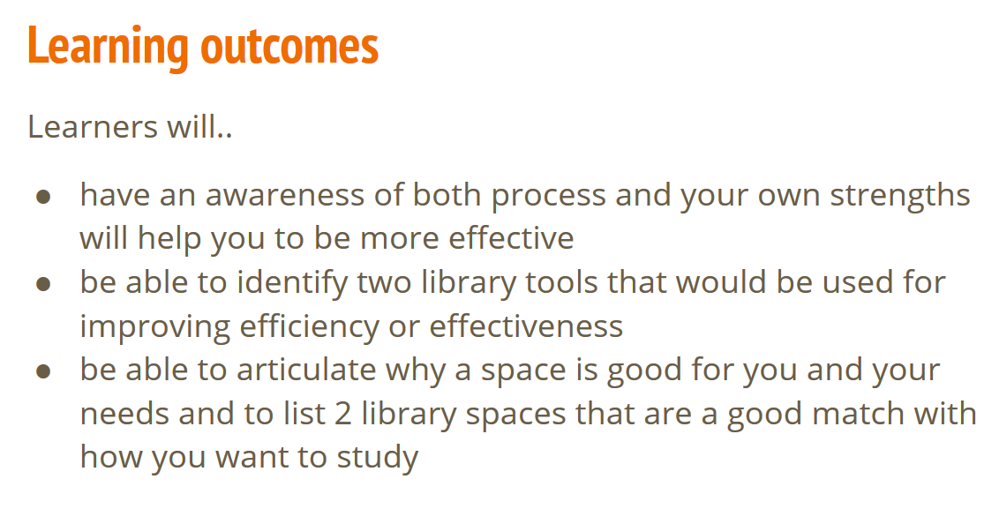 Learning outcomes
Learners will..
● have an awareness of both process and your own strengths
will help you to be more effective
● be able to identify two library tools that would be used for
improving efficiency or effectiveness
● be able to articulate why a space is good for you and your
needs and to list 2 library spaces that are a good match with
how you want to study